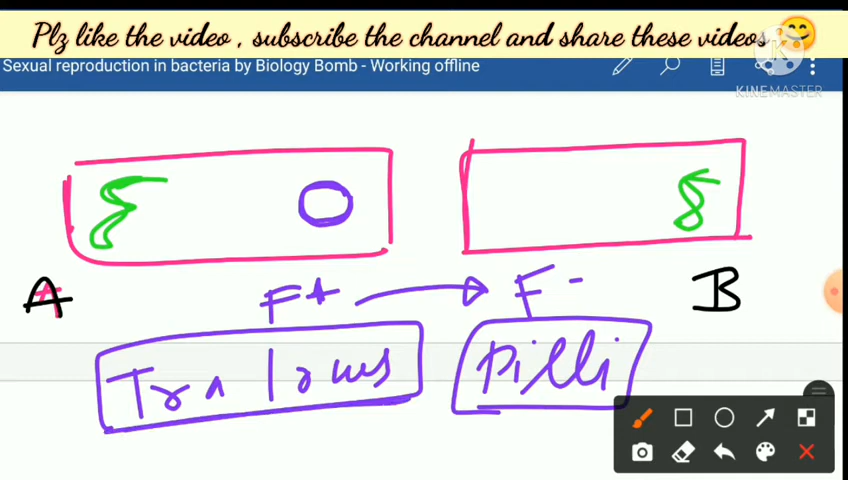 Plz like the video , subscribe the channel and share these videos
Sexual reproduction in bacteria by Biology Bomb - Working offline
K
KINEMASTER
A
F+
F-
B
Tra locus
Pilli